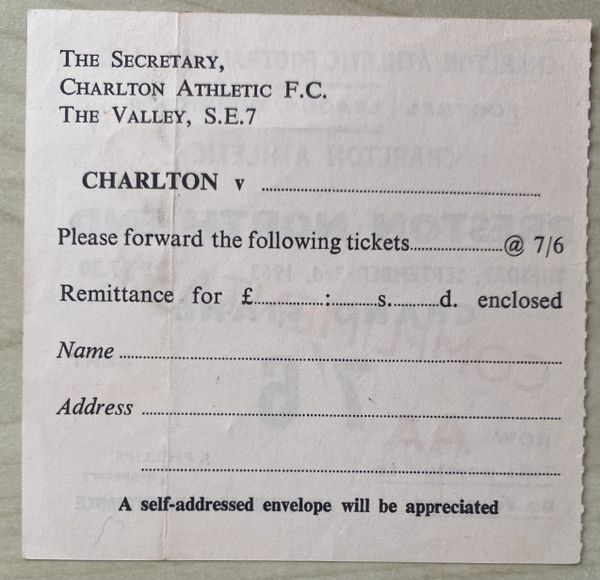 The Secretary,
Charlton Athletic F.C.
The Valley, S.E.7
CHARLTON v ..............................
Please forward the following tickets....................@ 7/6
Remittance for £...............:...........s...........d. enclosed
Name ..............................
Address ..............................
..............................
A self-addressed envelope will be appreciated